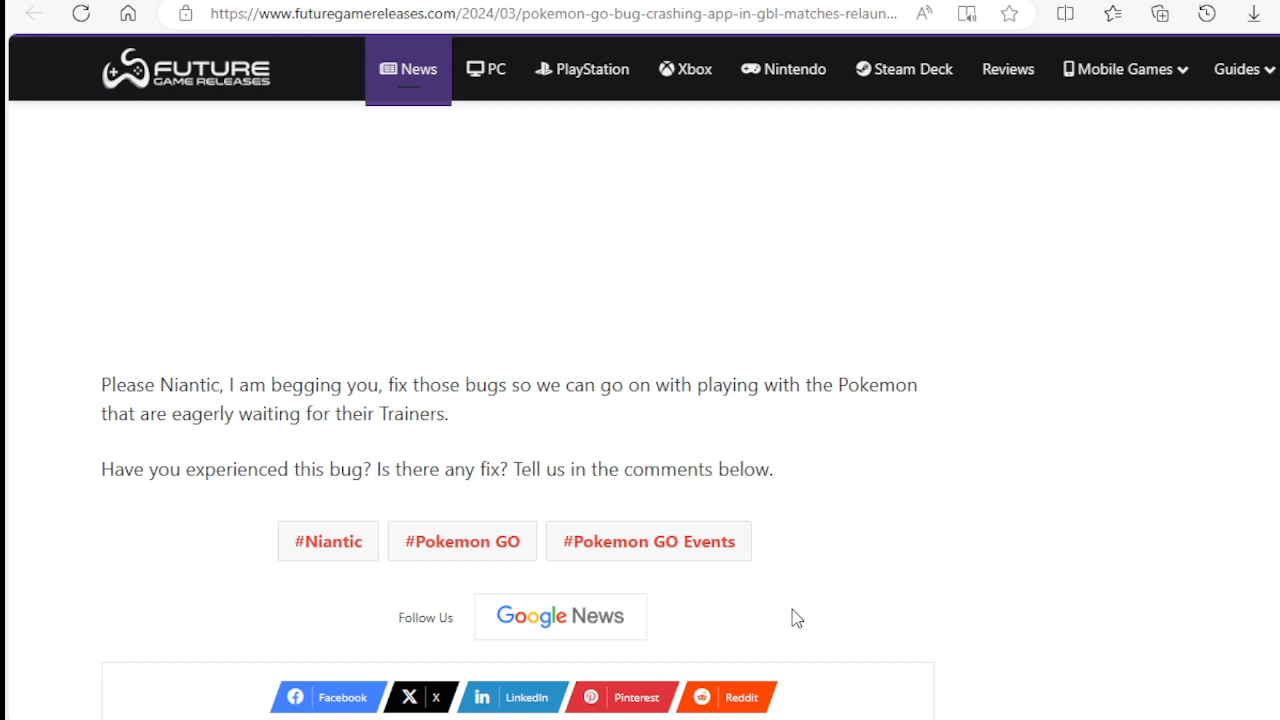 https://www.futuregamereleases.com/2024/03/pokemon-go-bug-crashing-app-in-gbl-matches-relaun...
FUTURE
GAME RELEASES
News
PC
PlayStation
Xbox
Nintendo
Steam Deck
Reviews
Mobile Games
Guides
Please Niantic, I am begging you, fix those bugs so we can go on with playing with the Pokemon
that are eagerly waiting for their Trainers.
Have you experienced this bug? Is there any fix? Tell us in the comments below.
#Niantic
#Pokemon GO
#Pokemon GO Events
Follow Us
Google News
Facebook
X
LinkedIn
Pinterest
Reddit